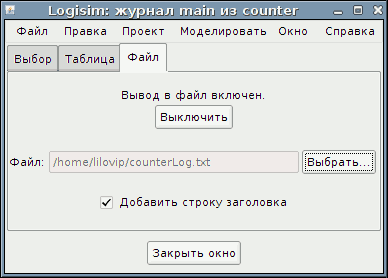 Logisim: журнал main из counter
Файл Правка Проект Моделировать Окно Справка
Выбор Таблица Файл
Вывод в файл включен.
Выключить
Файл: /home/lilovip/counterLog.txt Выбрать...
Добавить строку заголовка
Закрыть окно